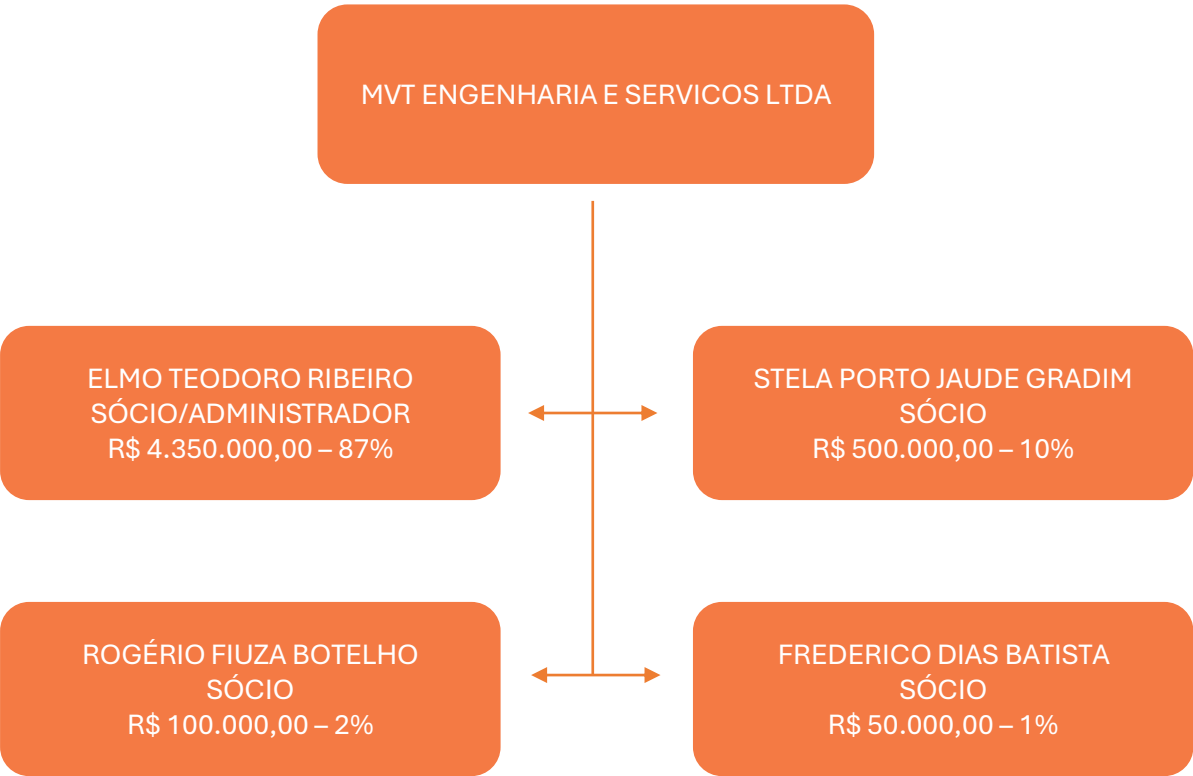 MVT ENGENHARIA E SERVICOS LTDA
ELMO TEODORO RIBEIRO
SÓCIO/ADMINISTRADOR
R$ 4.350.000,00 – 87%
STELA PORTO JAUDE GRADIM
SÓCIO
R$ 500.000,00 – 10%
ROGÉRIO FIUZA BOTELHO
SÓCIO
R$ 100.000,00 – 2%
FREDERICO DIAS BATISTA
SÓCIO
R$ 50.000,00 – 1%